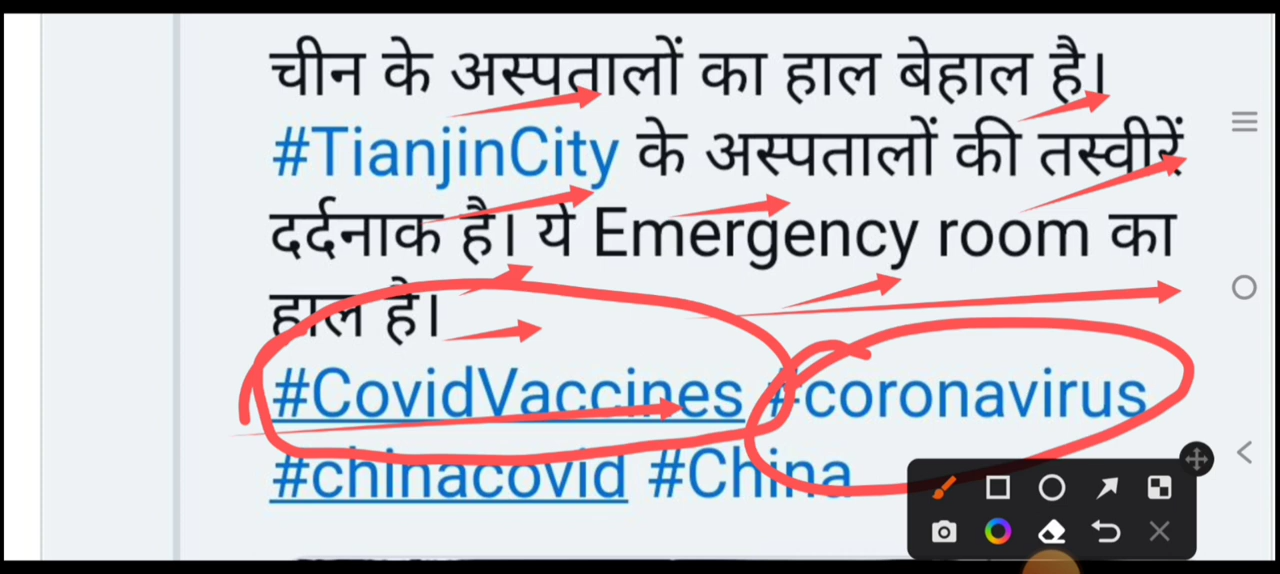 चीन के अस्पतालों का हाल बेहाल है।
#TianjinCity के अस्पतालों की तस्वीरें
दर्दनाक है। ये Emergency room का
हाल है।
#CovidVaccines #coronavirus
#chinacovid #China